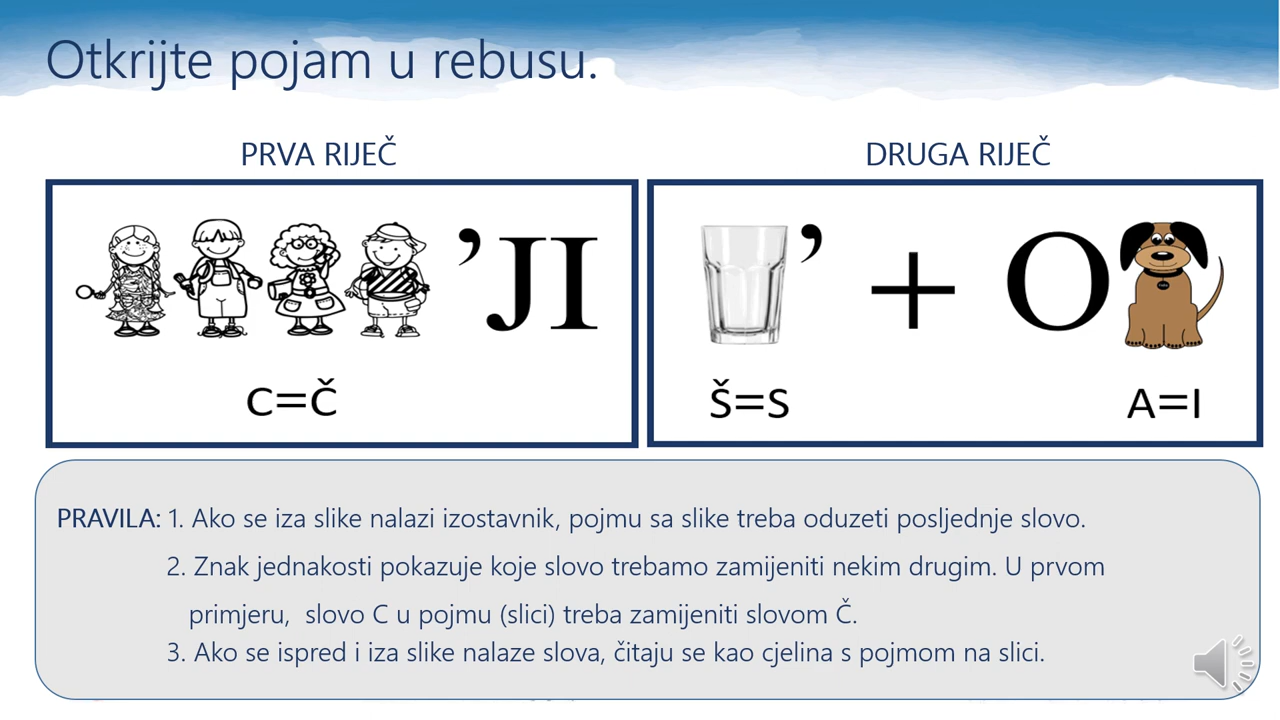 Otkrijte pojam u rebusu.
PRVA RIJEČ
DRUGA RIJEČ
’JI
C=Č
’ + O
Š=S
A=I
PRAVILA: 1. Ako se iza slike nalazi izostavnik, pojmu sa slike treba oduzeti posljednje slovo.
2. Znak jednakosti pokazuje koje slovo trebamo zamijeniti nekim drugim. U prvom
primjeru, slovo C u pojmu (slici) treba zamijeniti slovom Č.
3. Ako se ispred i iza slike nalaze slova, čitaju se kao cjelina s pojmom na slici.